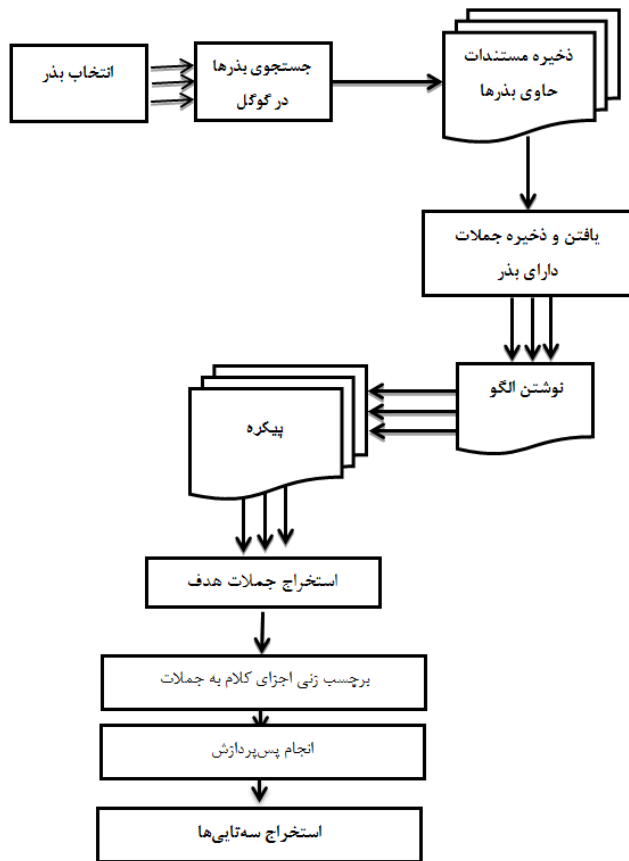 انتخاب بذر
جستجوی بذرها
در گوگل
ذخیره مستندات
حاوی بذرها
یافتن و ذخیره جملات
دارای بذر
نوشتن الگو
پیکره
استخراج جملات هدف
برچسب زنی اجزای کلام به جملات
انجام پس‌پردازش
استخراج سه‌تایی‌ها